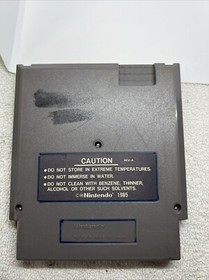 CAUTION REV-A
•DO NOT STORE IN EXTREME TEMPERATURES.
•DO NOT IMMERSE IN WATER.
•DO NOT CLEAN WITH BENZENE, THINNER,
ALCOHOL OR OTHER SUCH SOLVENTS.
©Nintendo 1985